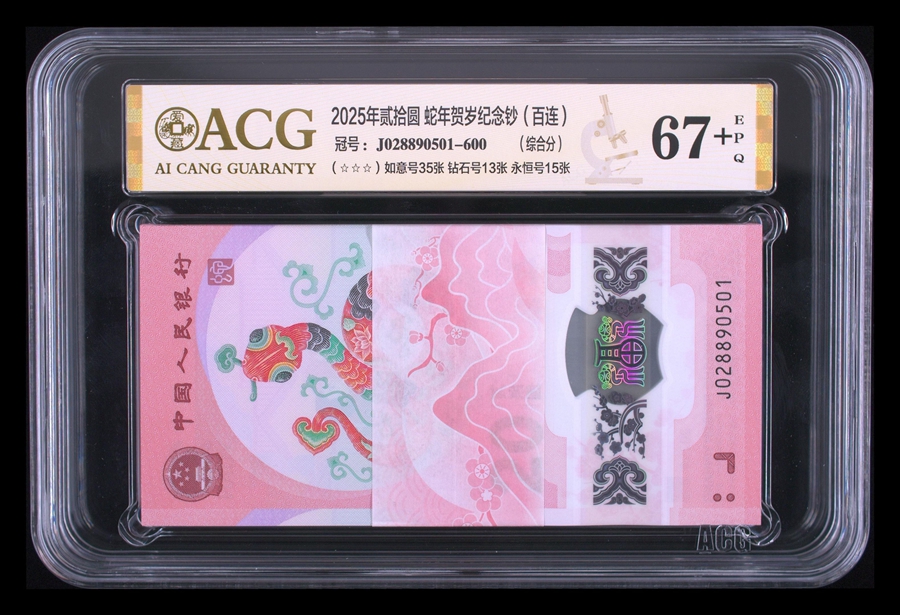 ACG
AI CANG GUARANTY
2025年贰拾圆 蛇年贺岁纪念钞(百连)
冠号: J028890501-600 (综合分)
(☆☆☆) 如意号35张 钻石号13张 永恒号15张
67+
EPQ
中国人民银行
J028890501
ACG